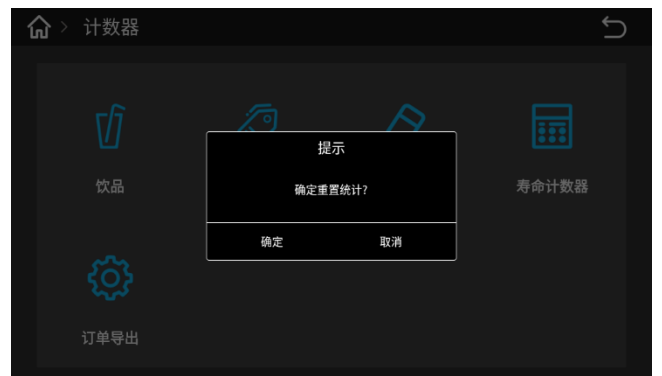 计数器
提示
确定重置统计?
确定 取消
饮品 寿命计数器
订单导出